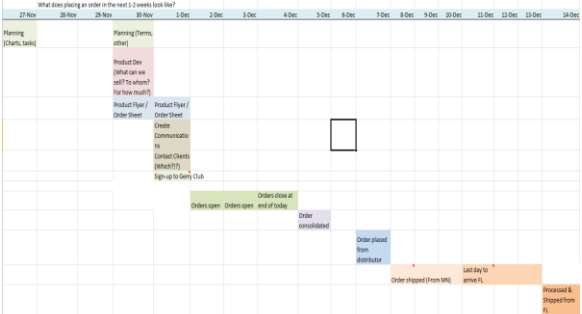 What does placing an order in the next 1-2 weeks look like?
27-Nov 28-Nov 29-Nov 30-Nov 1-Dec 2-Dec 3-Dec 4-Dec 5-Dec 6-Dec 7-Dec 8-Dec 9-Dec 10-Dec 11-Dec 12-Dec 13-Dec 14-Dec
Planning
(Charts, tasks)
Planning (Terms,
other)
Product Dev
(What can we
sell? To whom?
For how much?)
Product Flyer /
Order Sheet
Product Flyer /
Order Sheet
Create
Communicatio
ns
Contact Clients
(Which?!?)
Sign-up to Gerry Club
Orders open
Orders open
Orders close at
end of today
Order
consolidated
Order placed
from
distributor
Order shipped (From MN)
Last day to
arrive FL
Processed &
Shipped from
FL